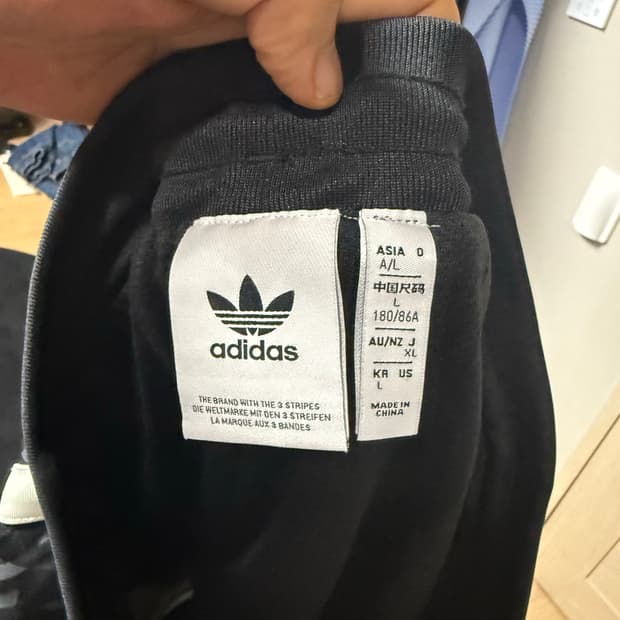 adidas
THE BRAND WITH THE 3 STRIPES
DIE WELTMARKE MIT DEN 3 STREIFEN
LA MARQUE AUX 3 BANDES
ASIA D
A/L
中国尺码
L
180/86A
AU/NZ J
XL
KR US
L
MADE IN
CHINA